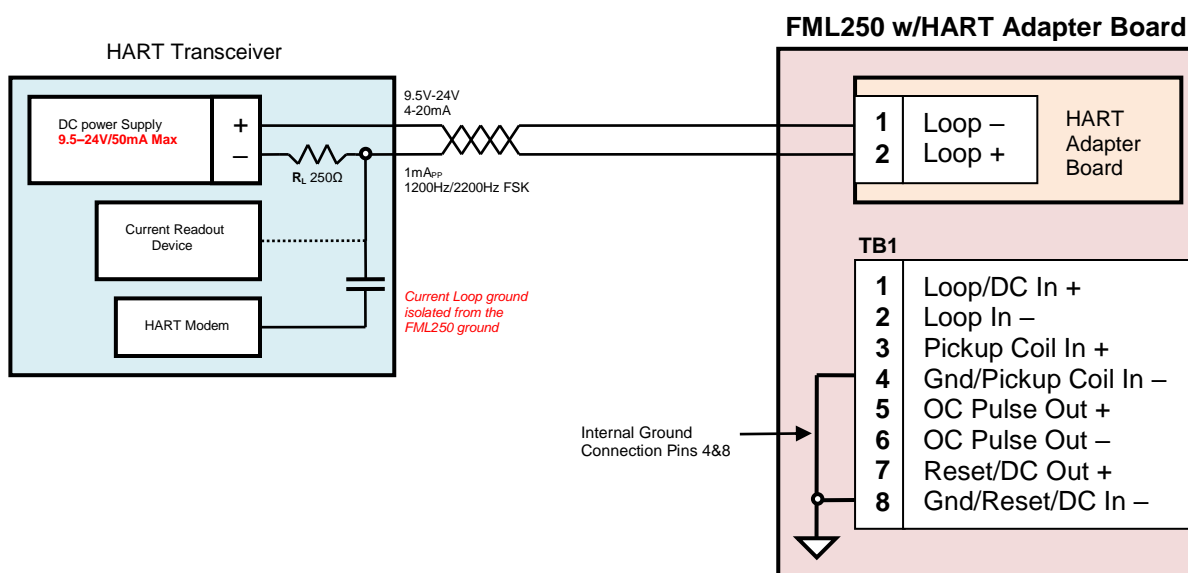 FML250 w/HART Adapter Board
HART Transceiver
DC power Supply
9.5–24V/50mA Max
+
–
RL 250Ω
9.5V-24V
4-20mA
1mAPP
1200Hz/2200Hz FSK
Current Readout
Device
HART Modem
Current Loop ground
isolated from the
FML250 ground
1 Loop –
2 Loop +
HART
Adapter
Board
TB1
1 Loop/DC In +
2 Loop In –
3 Pickup Coil In +
4 Gnd/Pickup Coil In –
5 OC Pulse Out +
6 OC Pulse Out –
7 Reset/DC Out +
8 Gnd/Reset/DC In –
Internal Ground
Connection Pins 4&8